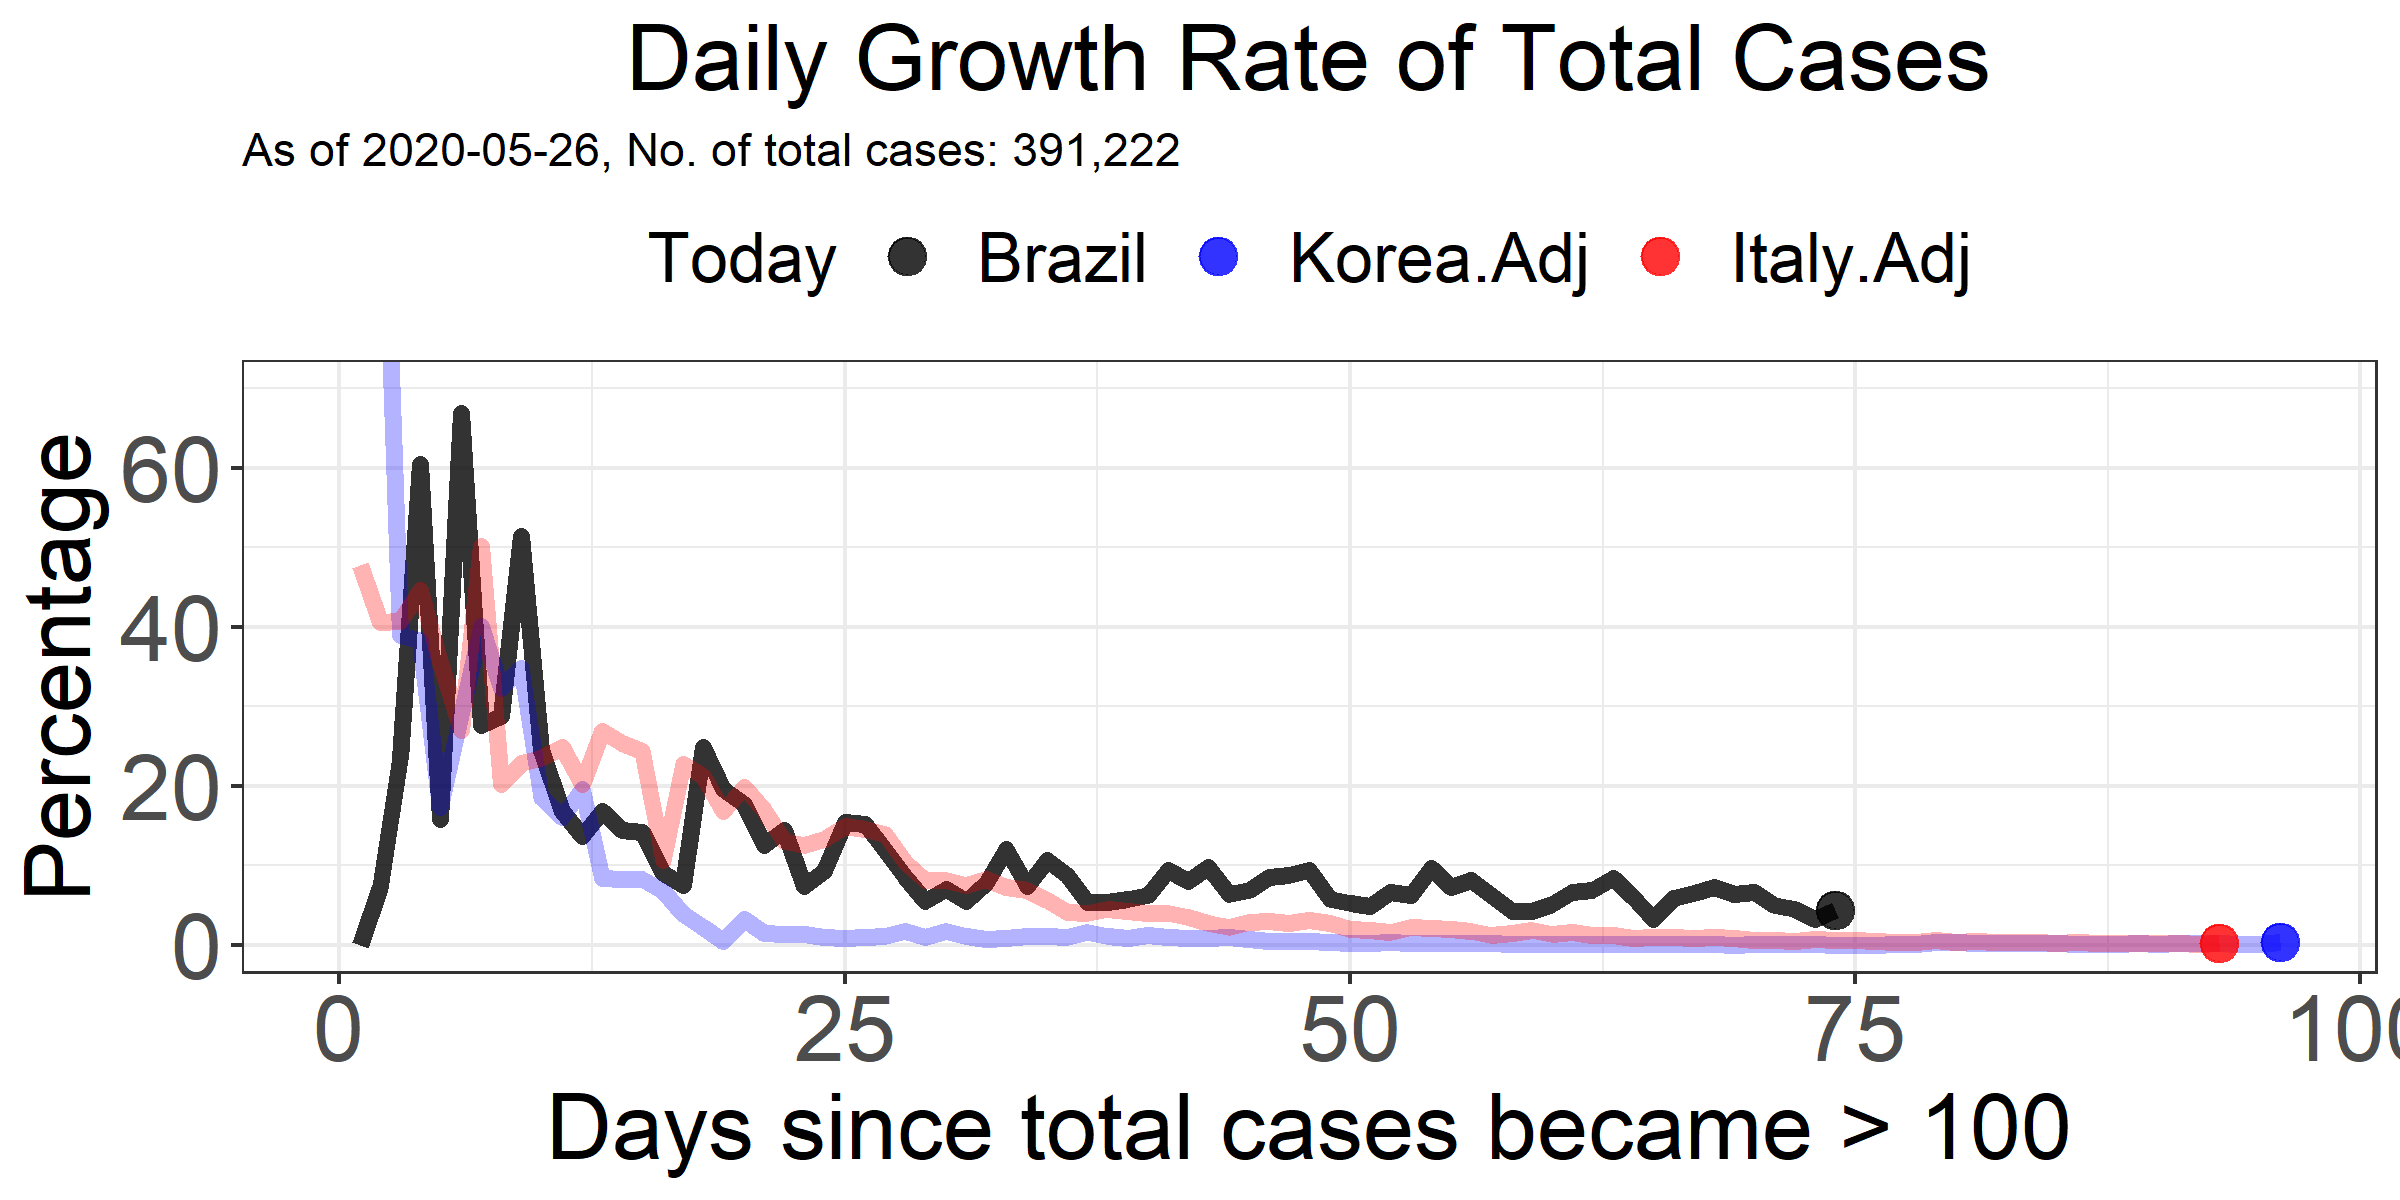 Daily Growth Rate of Total Cases
As of 2020-05-26, No. of total cases: 391,222
Today Brazil Korea.Adj Italy.Adj
Percentage
60
40
20
0
0 25 50 75 100
Days since total cases became > 100